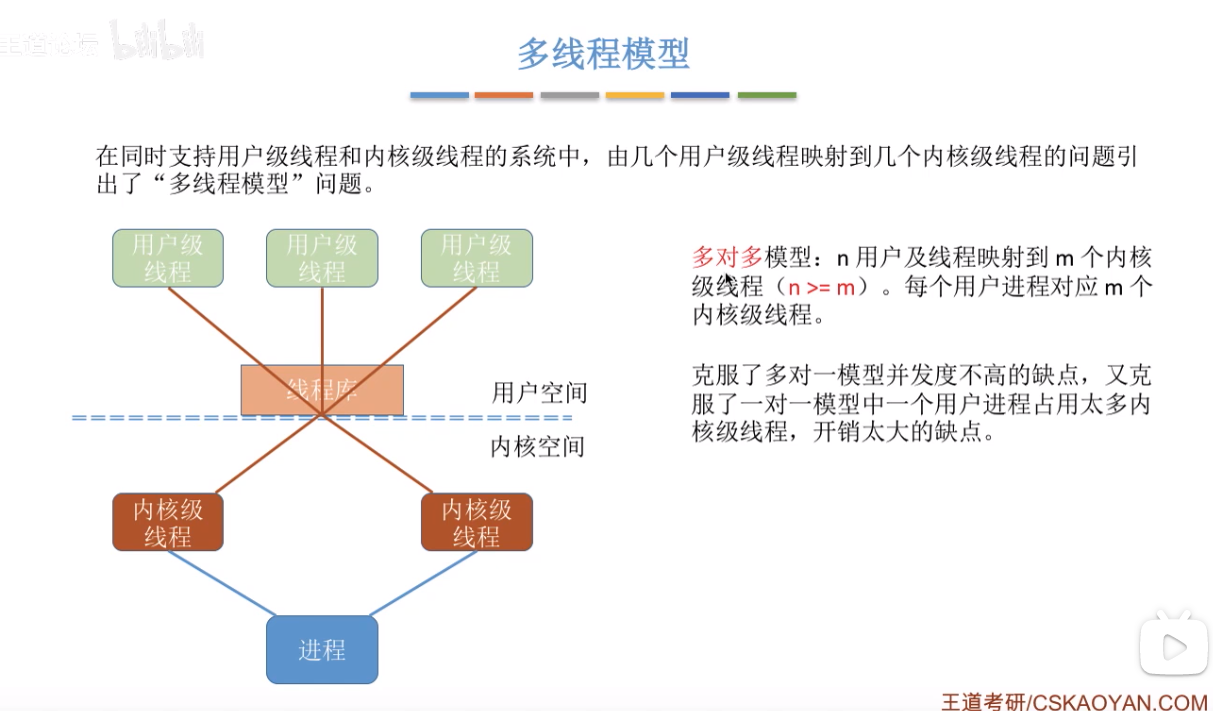 王道论坛 bilibili
多线程模型
在同时支持用户级线程和内核级线程的系统中，由几个用户级线程映射到几个内核级线程的问题引
出了“多线程模型”问题。
用户级
线程
用户级
线程
用户级
线程
线程库
用户空间
内核空间
内核级
线程
内核级
线程
进程
多对多模型：n 用户及线程映射到 m 个内核
级线程（n >= m）。每个用户进程对应 m 个
内核级线程。
克服了多对一模型并发度不高的缺点，又克
服了一对一模型中一个用户进程占用太多内
核级线程，开销太大的缺点。
王道考研/CSKAOYAN.COM